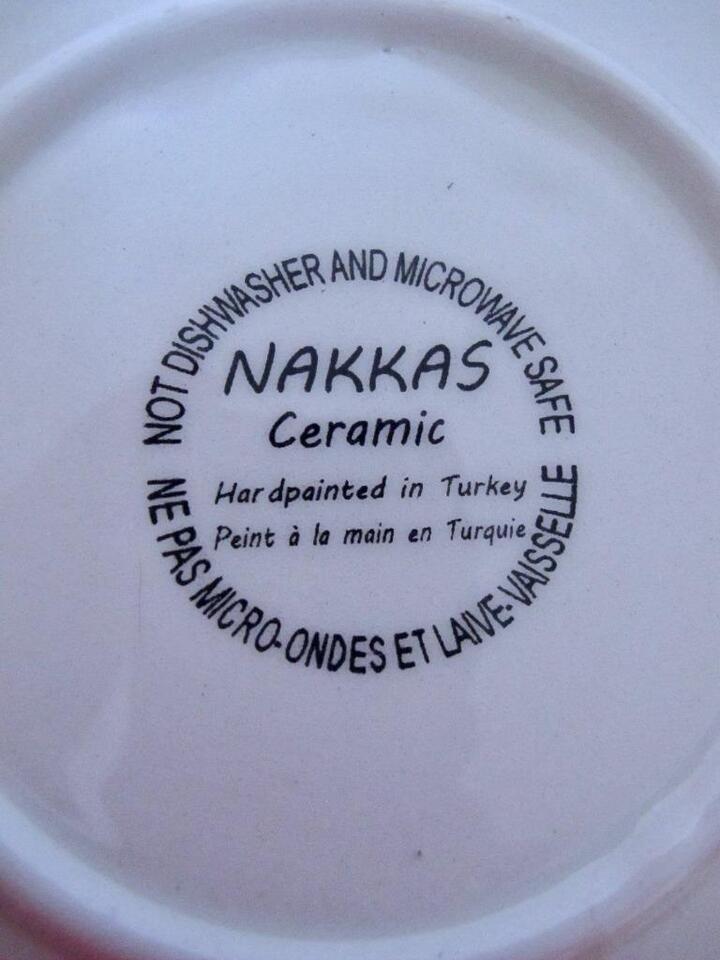 NOT DISHWASHER AND MICROWAVE SAFE
NAKKAS
Ceramic
Hardpainted in Turkey
Peint à la main en Turquie
NE PAS MICRO-ONDES ET LAIVE-VAISSELLE